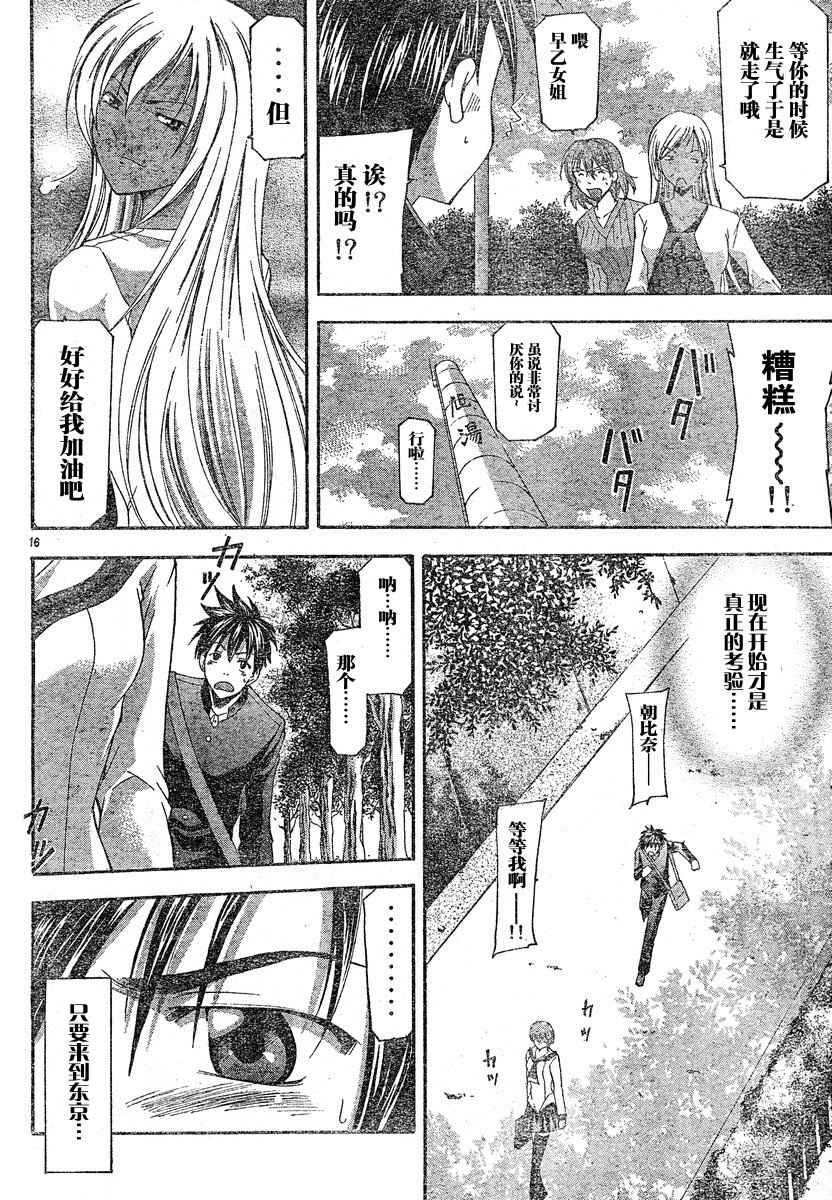 等你的时候
生气了于是
就走了哦
喂
早乙女姐
诶!?
真的吗!?
‥‥但
好好给我加油吧
糟糕～～!!
バタ
バタ
虽说非常讨
厌你的说~
行啦‥‥
湯
16
现在开始才是
真正的考验……
朝比奈——
等等我啊——!!
カッ
カッ
呐……呐……
那个……
カッ
カッ
………
只要来到东京…